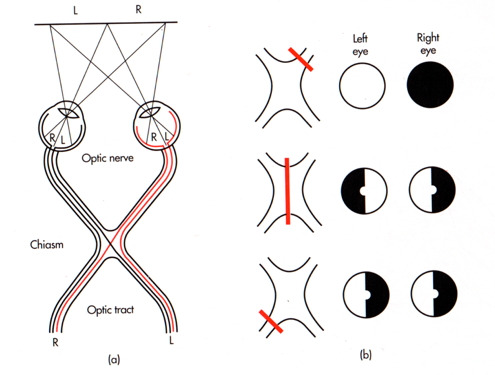 L R
Left
eye
Right
eye
R L
R L
Optic nerve
Chiasm
Optic tract
R L
(a)
(b)